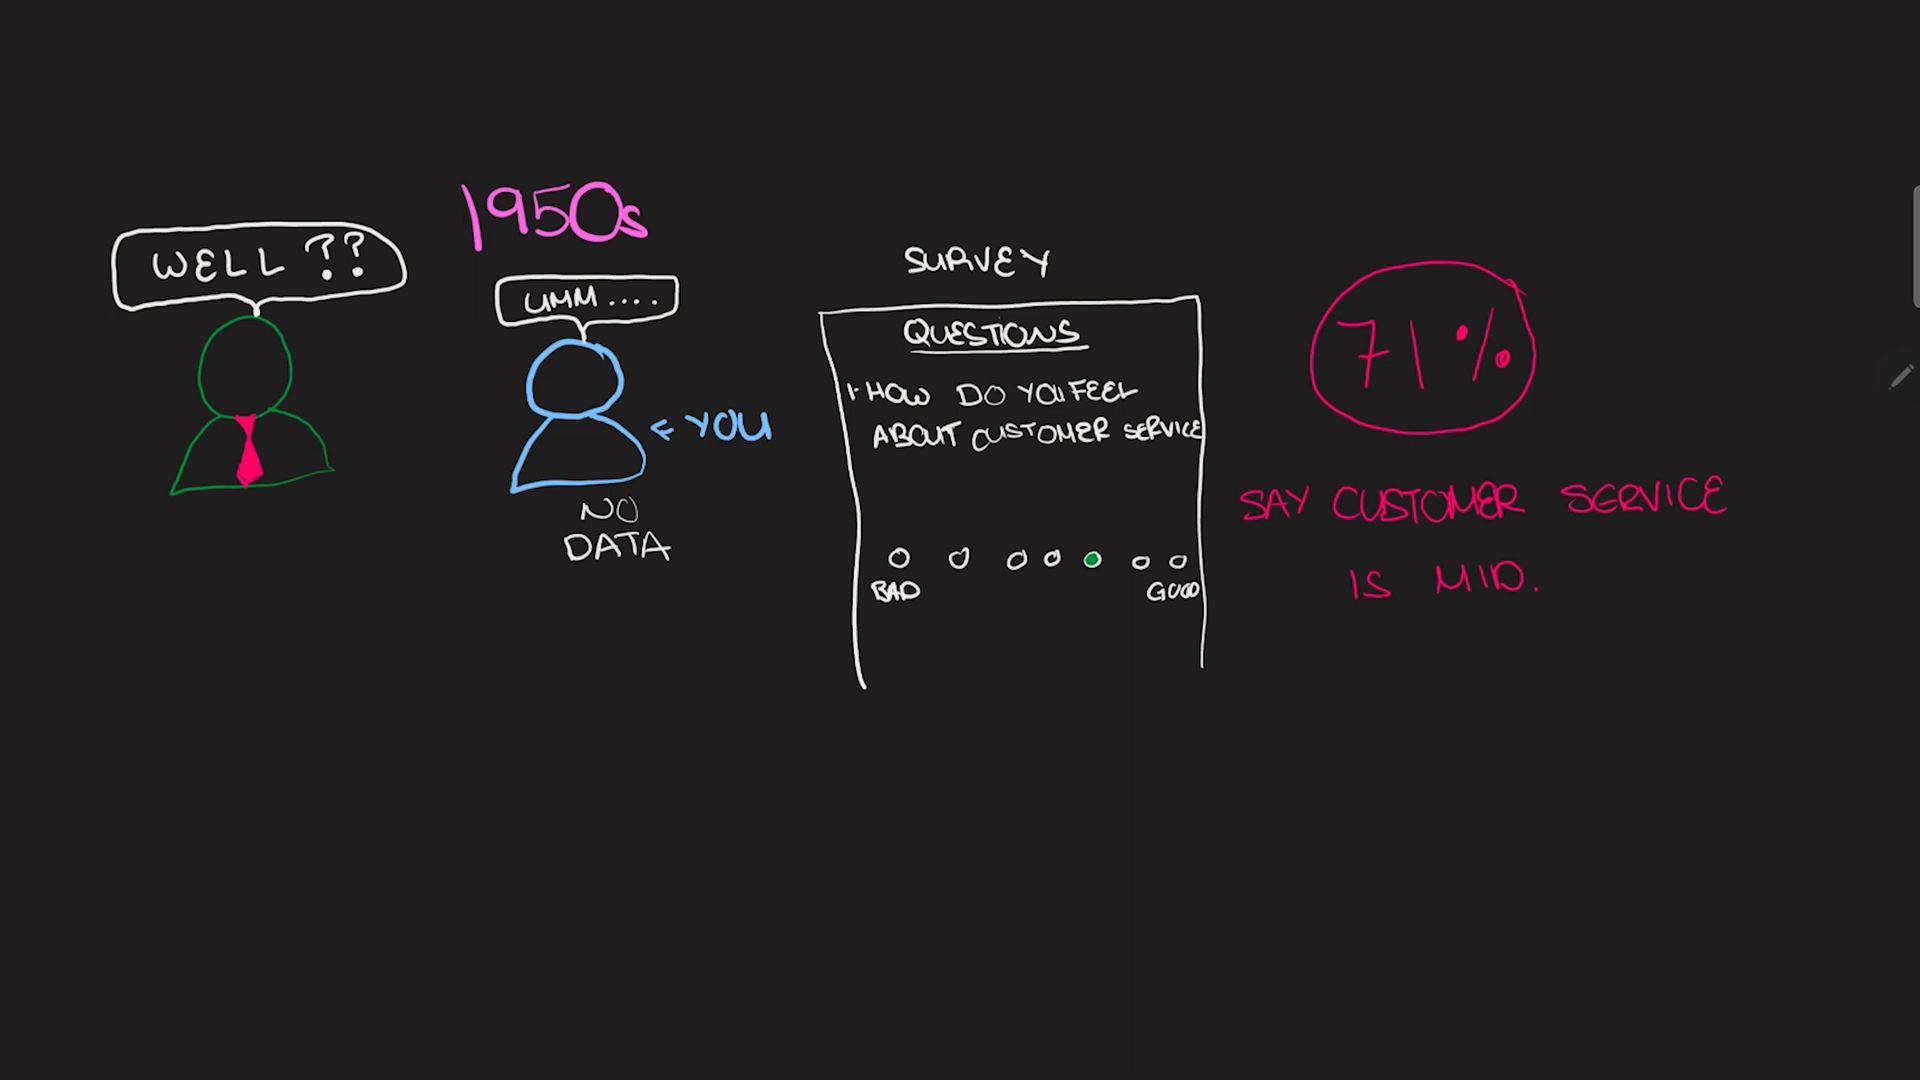 1950s
WELL ??
UMM....
← YOU
NO
DATA
SURVEY
QUESTIONS
1. HOW DO YOU FEEL
ABOUT CUSTOMER SERVICE
BAD
GOOD
71%
SAY CUSTOMER SERVICE
IS MID.